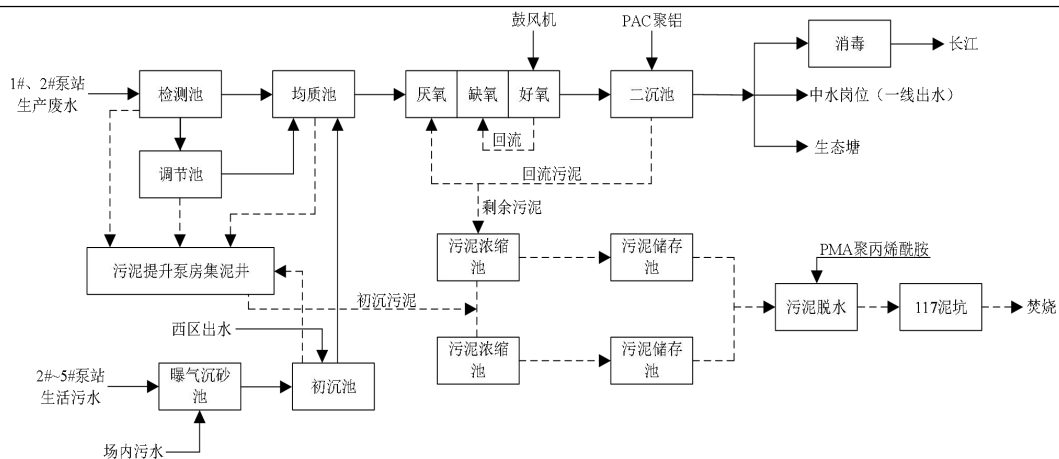 鼓风机
PAC聚铝
消毒
长江
1#、2#泵站
生产废水
检测池
均质池
厌氧
缺氧
好氧
二沉池
中水岗位（一线出水）
回流
生态塘
调节池
回流污泥
剩余污泥
污泥提升泵房集泥井
污泥浓缩
池
污泥储存
池
PMA聚丙烯酰胺
初沉污泥
污泥脱水
117泥坑
焚烧
西区出水
污泥浓缩
池
污泥储存
池
2#~5#泵站
生活污水
曝气沉砂
池
初沉池
场内污水